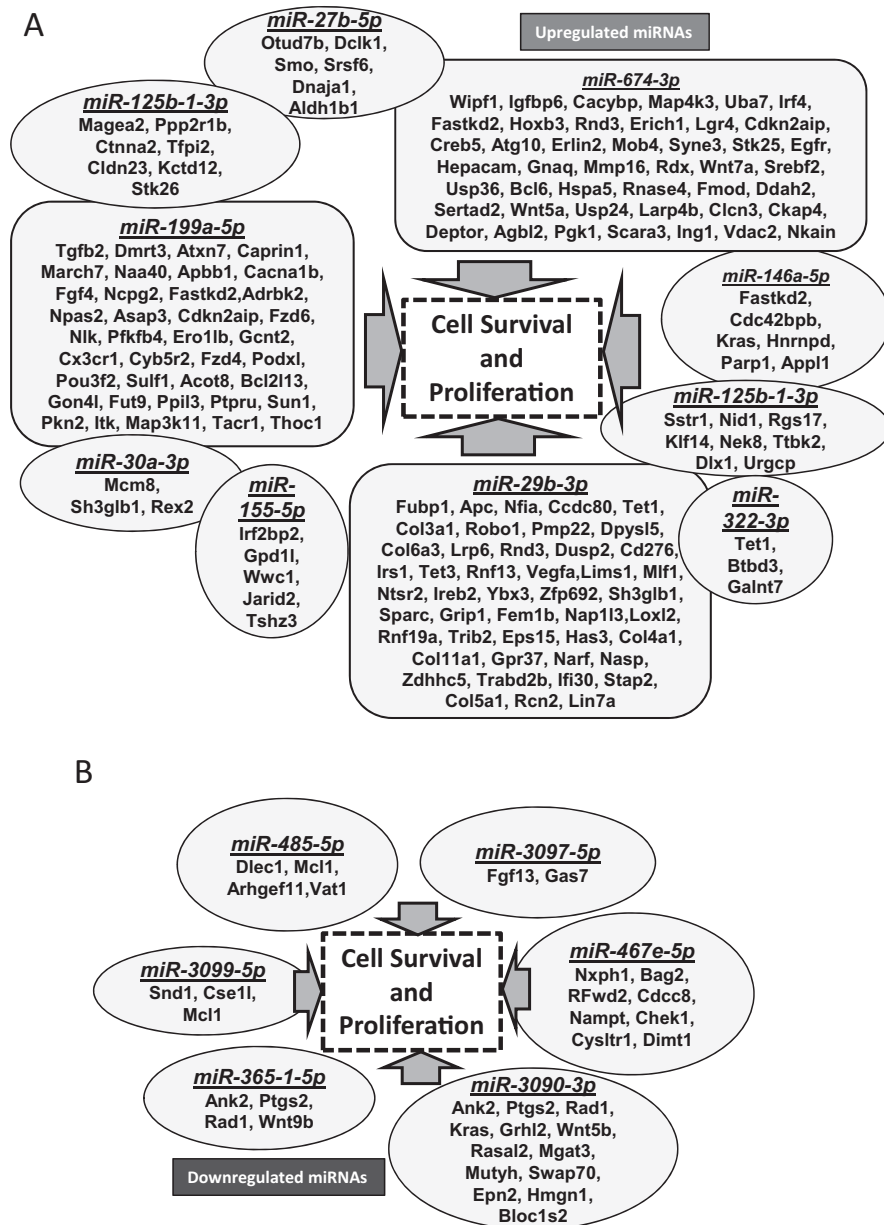 A
miR-27b-5p
Otud7b, Dclk1,
Smo, Srsf6,
Dnaja1,
Aldh1b1
Upregulated miRNAs
miR-125b-1-3p
Magea2, Ppp2r1b,
Ctnna2, Tfpi2,
Cldn23, Kctd12,
Stk26
miR-674-3p
Wipf1, Igfbp6, Cacybp, Map4k3, Uba7, Irf4,
Fastkd2, Hoxb3, Rnd3, Erich1, Lgr4, Cdkn2aip,
Creb5, Atg10, Erlin2, Mob4, Syne3, Stk25, Egfr,
Hepacam, Gnaq, Mmp16, Rdx, Wnt7a, Srebf2,
Usp36, Bcl6, Hspa5, Rnase4, Fmod, Ddah2,
Sertad2, Wnt5a, Usp24, Larp4b, Clcn3, Ckap4,
Deptor, Agbl2, Pgk1, Scara3, Ing1, Vdac2, Nkain
miR-199a-5p
Tgfb2, Dmrt3, Atxn7, Caprin1,
March7, Naa40, Apbb1, Cacna1b,
Fgf4, Ncpg2, Fastkd2,Adrbk2,
Npas2, Asap3, Cdkn2aip, Fzd6,
Nlk, Pfkfb4, Ero1lb, Gcnt2,
Cx3cr1, Cyb5r2, Fzd4, Podxl,
Pou3f2, Sulf1, Acot8, Bcl2l13,
Gon4l, Fut9, Ppil3, Ptpru, Sun1,
Pkn2, Itk, Map3k11, Tacr1, Thoc1
Cell Survival
and
Proliferation
miR-146a-5p
Fastkd2,
Cdc42bpb,
Kras, Hnrnpd,
Parp1, Appl1
miR-125b-1-3p
Sstr1, Nid1, Rgs17,
Klf14, Nek8, Ttbk2,
Dlx1, Urgcp
miR-30a-3p
Mcm8,
Sh3glb1, Rex2
miR-
155-5p
Irf2bp2,
Gpd1l,
Wwc1,
Jarid2,
Tshz3
miR-29b-3p
Fubp1, Apc, Nfia, Ccdc80, Tet1,
Col3a1, Robo1, Pmp22, Dpysl5,
Col6a3, Lrp6, Rnd3, Dusp2, Cd276,
Irs1, Tet3, Rnf13, Vegfa,Lims1, Mlf1,
Ntsr2, Ireb2, Ybx3, Zfp692, Sh3glb1,
Sparc, Grip1, Fem1b, Nap1l3,Loxl2,
Rnf19a, Trib2, Eps15, Has3, Col4a1,
Col11a1, Gpr37, Narf, Nasp,
Zdhhc5, Trabd2b, Ifi30, Stap2,
Col5a1, Rcn2, Lin7a
miR-
322-3p
Tet1,
Btbd3,
Galnt7
B
miR-485-5p
Dlec1, Mcl1,
Arhgef11,Vat1
miR-3097-5p
Fgf13, Gas7
miR-3099-5p
Snd1, Cse1l,
Mcl1
Cell Survival
and
Proliferation
miR-467e-5p
Nxph1, Bag2,
RFwd2, Cdcc8,
Nampt, Chek1,
Cysltr1, Dimt1
miR-365-1-5p
Ank2, Ptgs2,
Rad1, Wnt9b
miR-3090-3p
Ank2, Ptgs2, Rad1,
Kras, Grhl2, Wnt5b,
Rasal2, Mgat3,
Mutyh, Swap70,
Epn2, Hmgn1,
Bloc1s2
Downregulated miRNAs